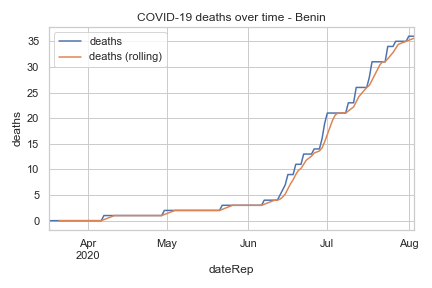 COVID-19 deaths over time - Benin
deaths
deaths (rolling)
35
30
25
20
15
10
5
0
deaths
Apr
2020
May
Jun
Jul
Aug
dateRep